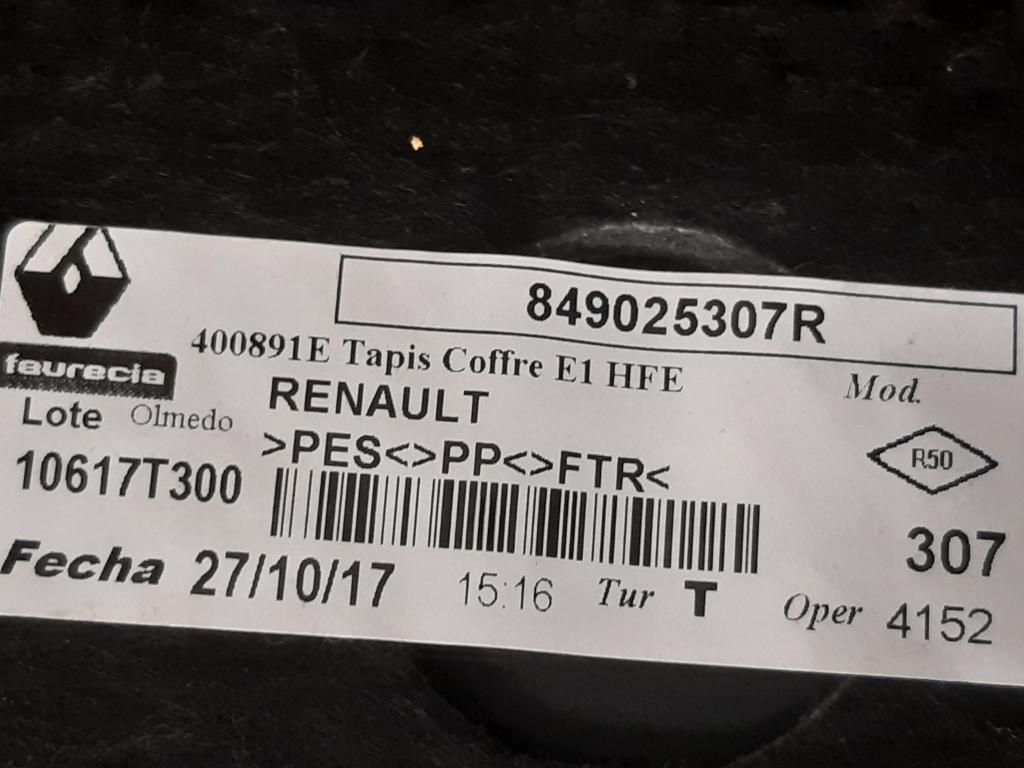 849025307R
400891E Tapis Coffre E1 HFE
faurecia
RENAULT
Mod.
Lote Olmedo
>PES<>PP<>FTR<
R50
10617T300
307
Fecha 27/10/17 15:16 Tur T Oper 4152